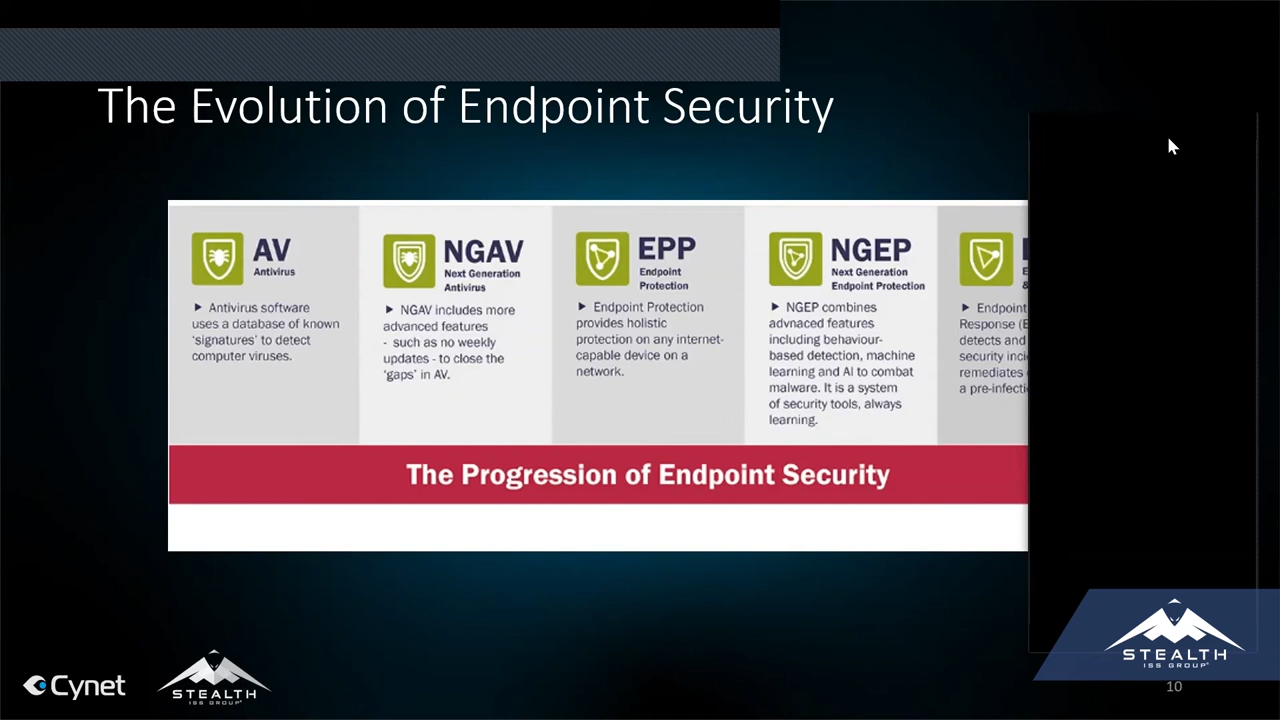 The Evolution of Endpoint Security
AV
Antivirus
► Antivirus software
uses a database of known
‘signatures’ to detect
computer viruses.
NGAV
Next Generation
Antivirus
► NGAV includes more
advanced features
- such as no weekly
updates - to close the
‘gaps’ in AV.
EPP
Endpoint
Protection
► Endpoint Protection
provides holistic
protection on any internet-
capable device on a
network.
NGEP
Next Generation
Endpoint Protection
► NGEP combines
advnaced features
including behaviour-
based detection, machine
learning and AI to combat
malware. It is a system
of security tools, always
learning.
► Endpoint
Response
detects and
security
remediates
a
The Progression of Endpoint Security
Cynet
STEALTH
ISS GROUP
STEALTH
ISS GROUP
10